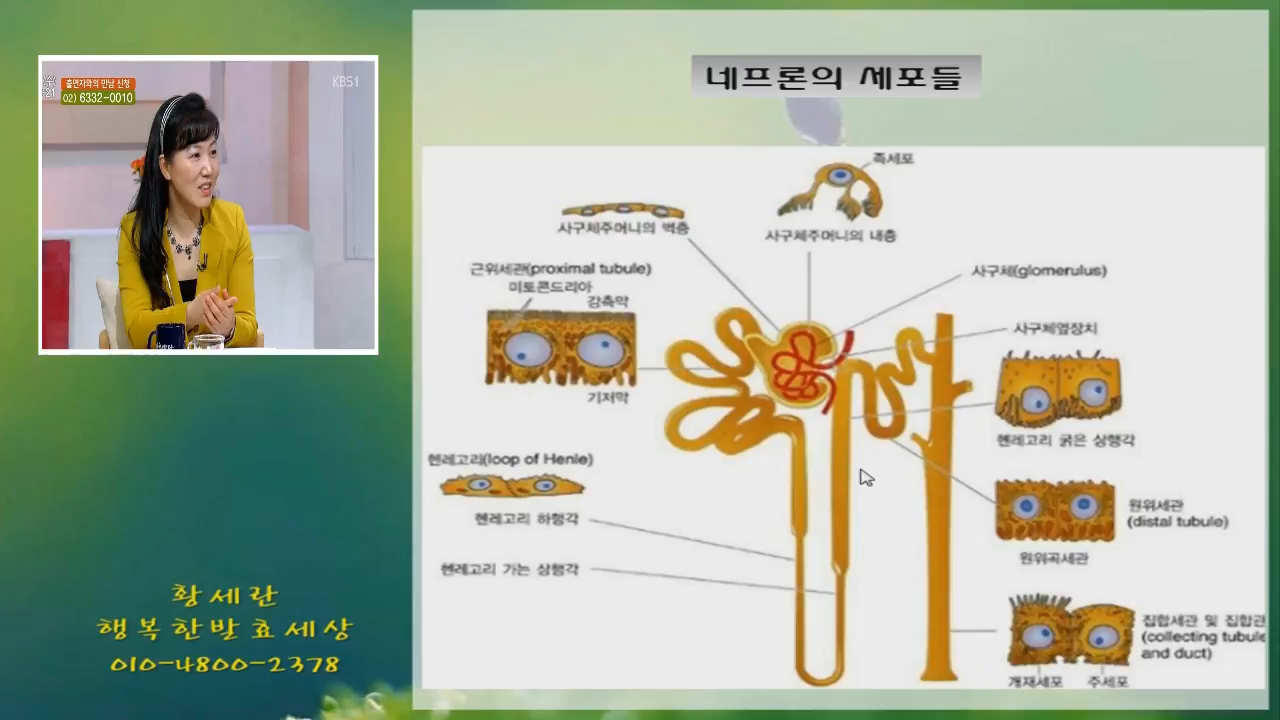 출연자와의 만남 신청
02) 6332-0010
KBS1
네프론의 세포들
족세포
사구체주머니의 벽층
사구체주머니의 내층
근위세관(proximal tubule)
미토콘드리아
강측막
기저막
사구체(glomerulus)
사구체옆장치
헨레고리 굵은 상행각
헨레고리(loop of Henle)
헨레고리 하행각
헨레고리 가는 상행각
원위세관
(distal tubule)
원위곡세관
집합세관 및 집합관
(collecting tubule
and duct)
개재세포 주세포
황세란
행복한발효세상
010-4800-2378